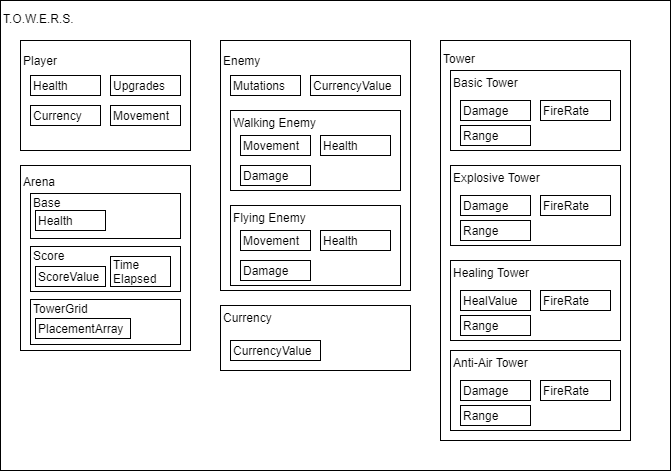 T.O.W.E.R.S.
Player
Health
Upgrades
Currency
Movement
Arena
Base
Health
Score
ScoreValue
Time
Elapsed
TowerGrid
PlacementArray
Enemy
Mutations
CurrencyValue
Walking Enemy
Movement
Health
Damage
Flying Enemy
Movement
Health
Damage
Currency
CurrencyValue
Tower
Basic Tower
Damage
FireRate
Range
Explosive Tower
Damage
FireRate
Range
Healing Tower
HealValue
FireRate
Range
Anti-Air Tower
Damage
FireRate
Range